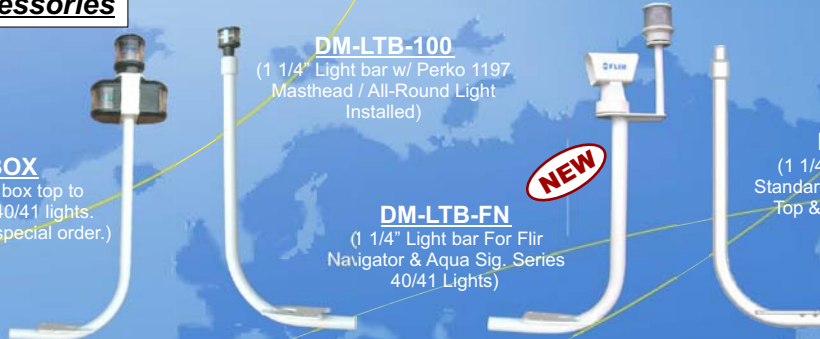 essories
DM-LTB-100
(1 1/4" Light bar w/ Perko 1197
Masthead / All-Round Light
Installed)
BOX
box top to
40/41 lights.
special order.)
FLIR
NEW
DM-LTB-FN
(1 1/4" Light bar For Flir
Navigator & Aqua Sig. Series
40/41 Lights)
(1 1/4
Standar
Top &